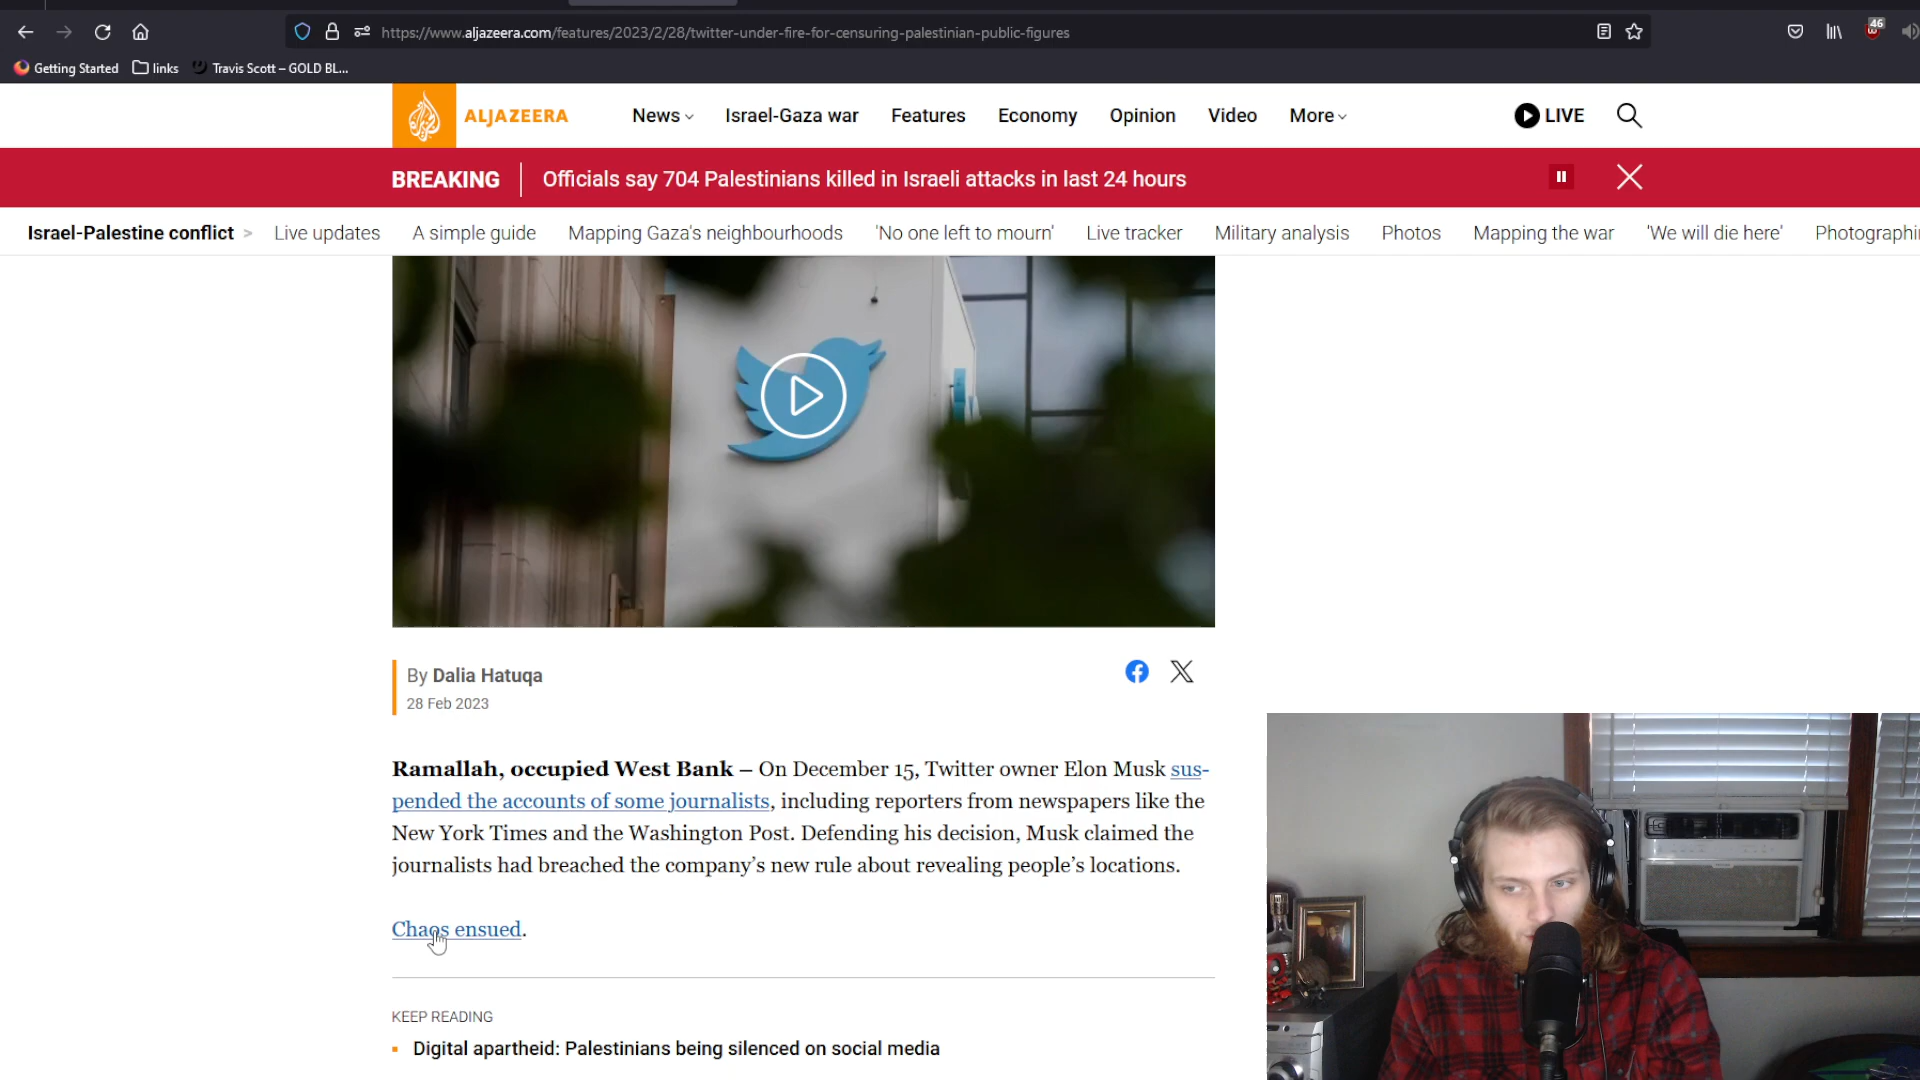 https://www.aljazeera.com/features/2023/2/28/twitter-under-fire-for-censuring-palestinian-public-figures
46
Getting Started
links
Travis Scott – GOLD BL...
ALJAZEERA
News
Israel-Gaza war
Features
Economy
Opinion
Video
More
LIVE
BREAKING
Officials say 704 Palestinians killed in Israeli attacks in last 24 hours
Israel-Palestine conflict >
Live updates
A simple guide
Mapping Gaza's neighbourhoods
'No one left to mourn'
Live tracker
Military analysis
Photos
Mapping the war
'We will die here'
Photographi
By Dalia Hatuqa
28 Feb 2023
Ramallah, occupied West Bank – On December 15, Twitter owner Elon Musk sus-
pended the accounts of some journalists, including reporters from newspapers like the
New York Times and the Washington Post. Defending his decision, Musk claimed the
journalists had breached the company's new rule about revealing people's locations.
Chaos ensued.
KEEP READING
Digital apartheid: Palestinians being silenced on social media